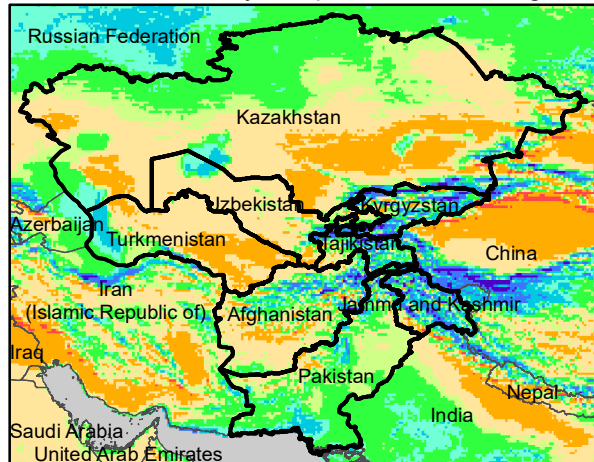 Russian Federation
Kazakhstan
Uzbekistan
Kyrgyzstan
Azerbaijan
Turkmenistan
Tajikistan
China
Iran
(Islamic Republic of)
Afghanistan
Jammu and Kashmir
Iraq
Pakistan
Nepal
India
Saudi Arabia
United Arab Emirates